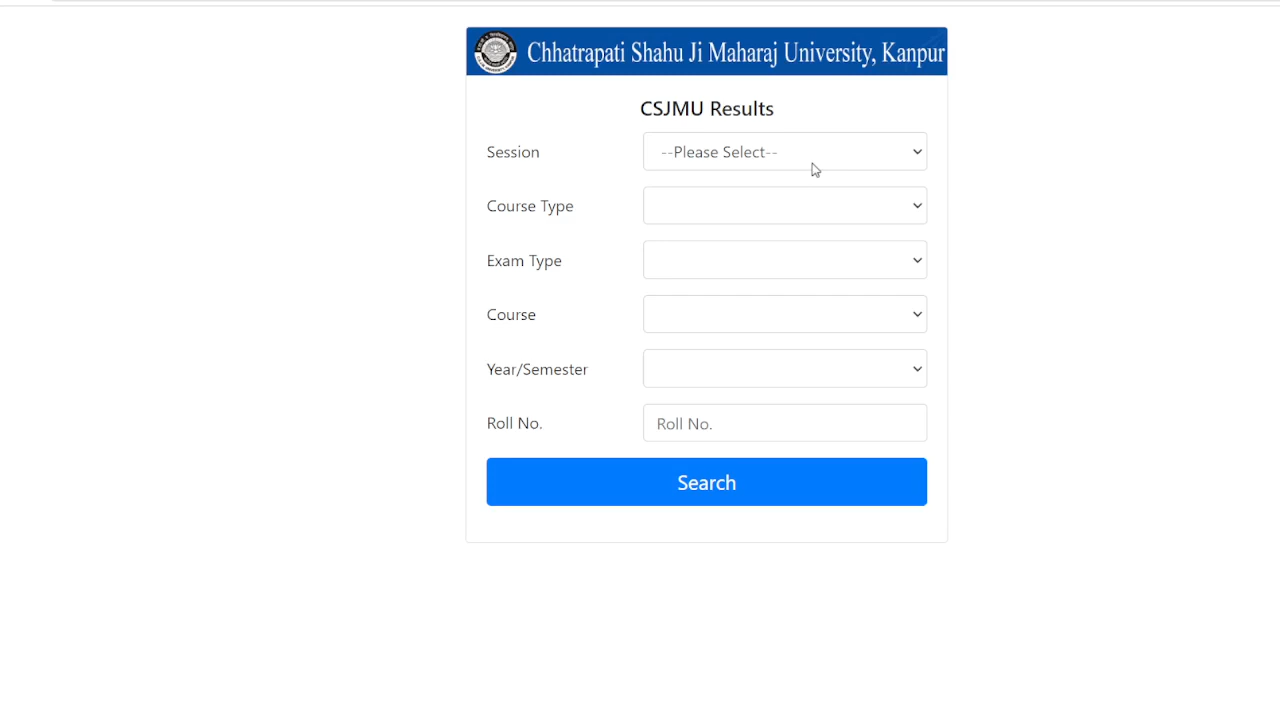 Chhatrapati Shahu Ji Maharaj University, Kanpur
CSJMU Results
Session
--Please Select--
Course Type
Exam Type
Course
Year/Semester
Roll No.
Roll No.
Search